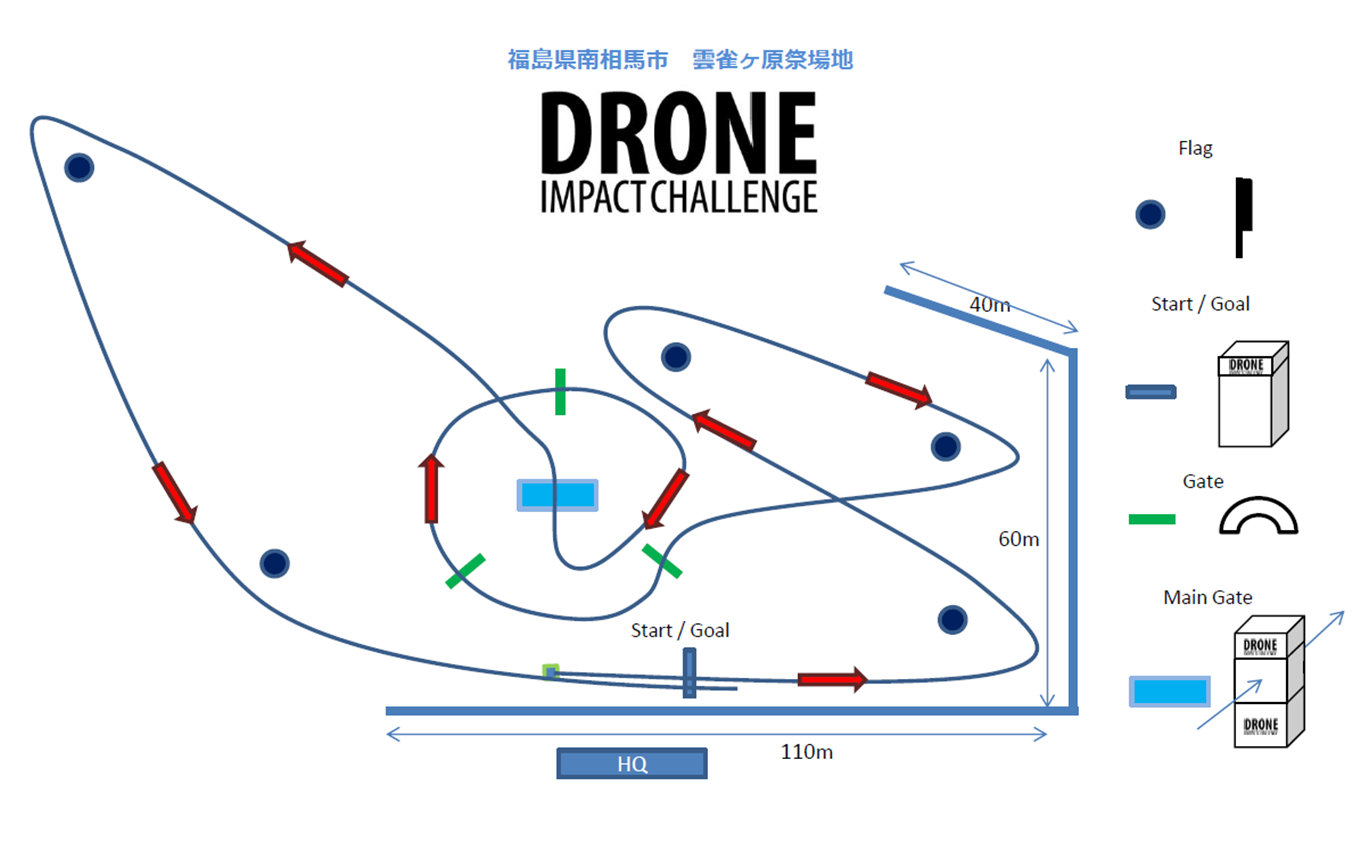 福島県南相馬市　雲雀ヶ原祭場地
DRONE
IMPACT CHALLENGE
Flag
40m
Start / Goal
DRONE
Gate
60m
Main Gate
DRONE
DRONE
Start / Goal
110m
HQ